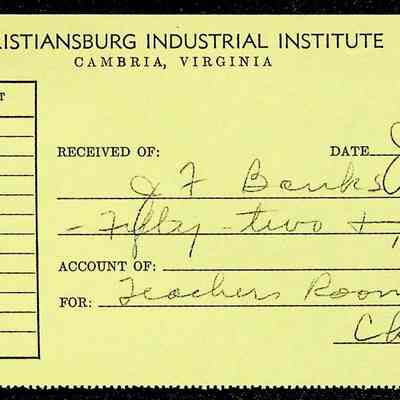 RISTIANSBURG INDUSTRIAL INSTITUTE
CAMBRIA, VIRGINIA
T
RECEIVED OF: DATE
J F Banks
- Fifty-two +
ACCOUNT OF:
FOR: Teachers Room